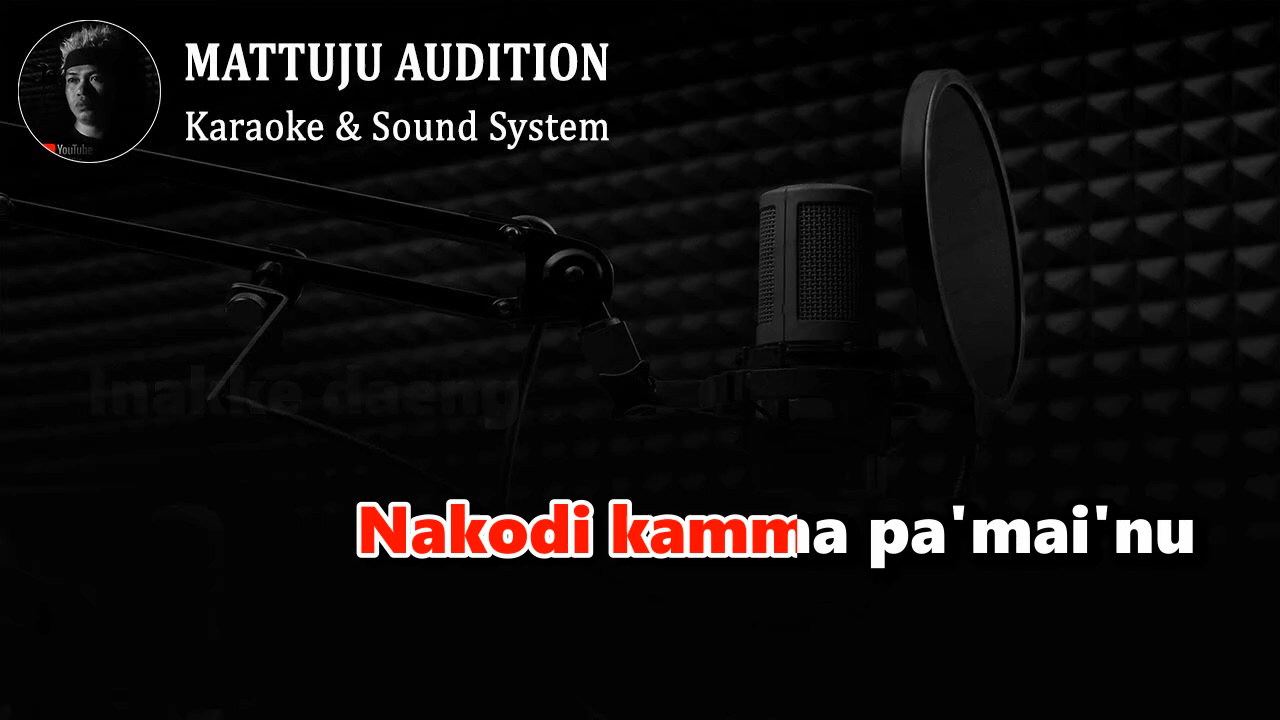 MATTUJU AUDITION
Karaoke & Sound System
YouTube
Inakke daeng
Nakodi kamma pa'mai'nu